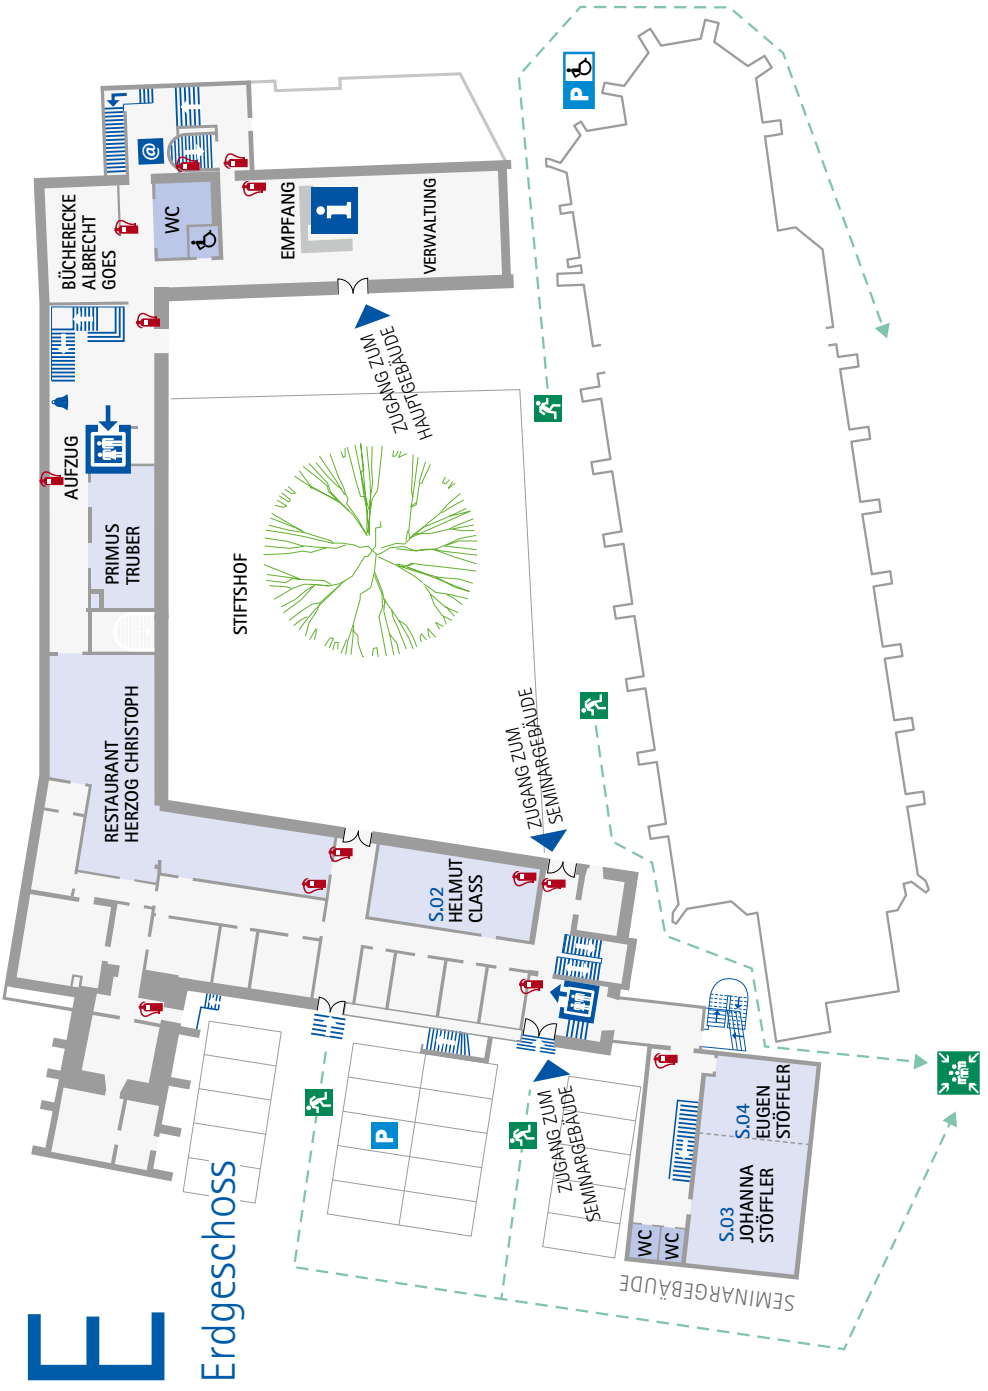 E
Erdgeschoss
BÜCHERECKE
ALBRECHT
GOES
WC
@
EMPFANG
i
VERWALTUNG
P
ZUGANG ZUM
HAUPTGEBÄUDE
AUFZUG
PRIMUS
TRUBER
STIFTSHOF
RESTAURANT
HERZOG CHRISTOPH
ZUGANG ZUM
SEMINARGEBÄUDE
S.02
HELMUT
CLASS
P
ZUGANG ZUM
SEMINARGEBÄUDE
S.04
EUGEN
STÖFFLER
S.03
JOHANNA
STÖFFLER
WC
WC
SEMINARGEBÄUDE